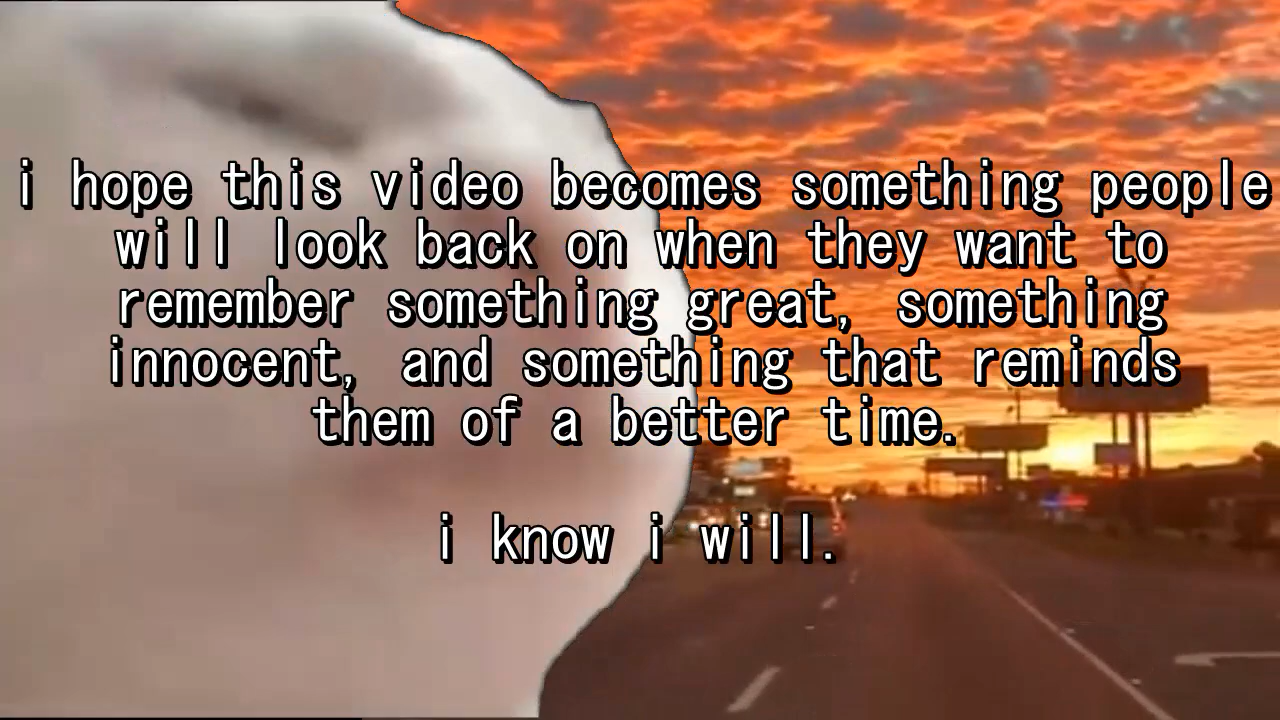 i hope this video becomes something people
will look back on when they want to
remember something great, something
innocent, and something that reminds
them of a better time.
i know i will.